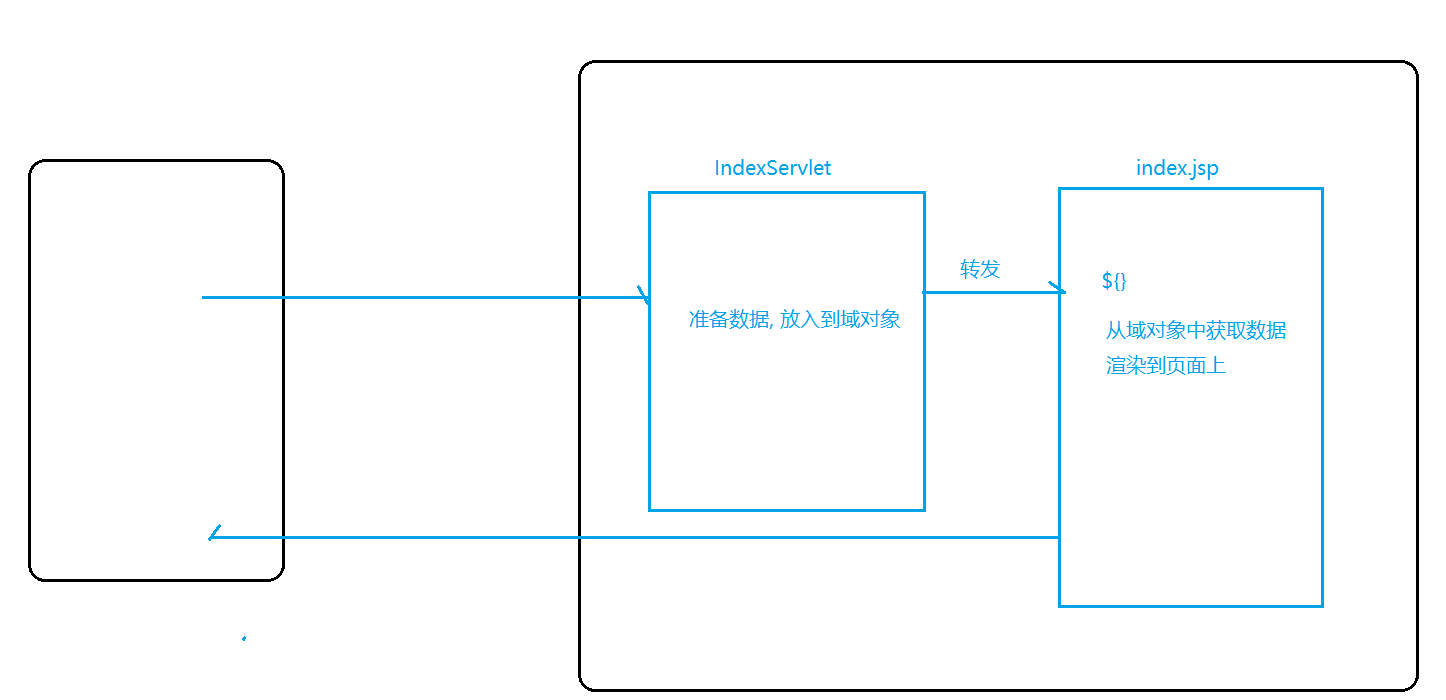 IndexServlet
index.jsp
转发
${}
准备数据, 放入到域对象
从域对象中获取数据
渲染到页面上